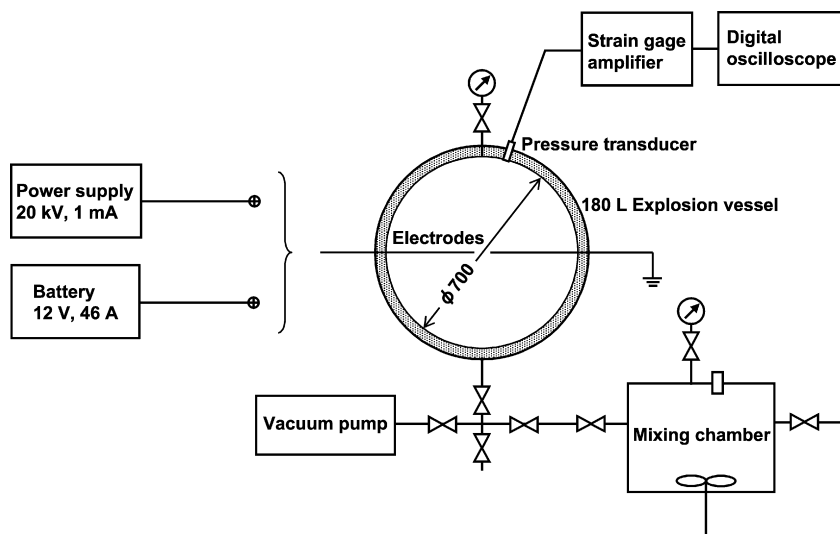 Strain gage
amplifier
Digital
oscilloscope
Pressure transducer
Power supply
20 kV, 1 mA
180 L Explosion vessel
Electrodes
ϕ700
Battery
12 V, 46 A
Vacuum pump
Mixing chamber